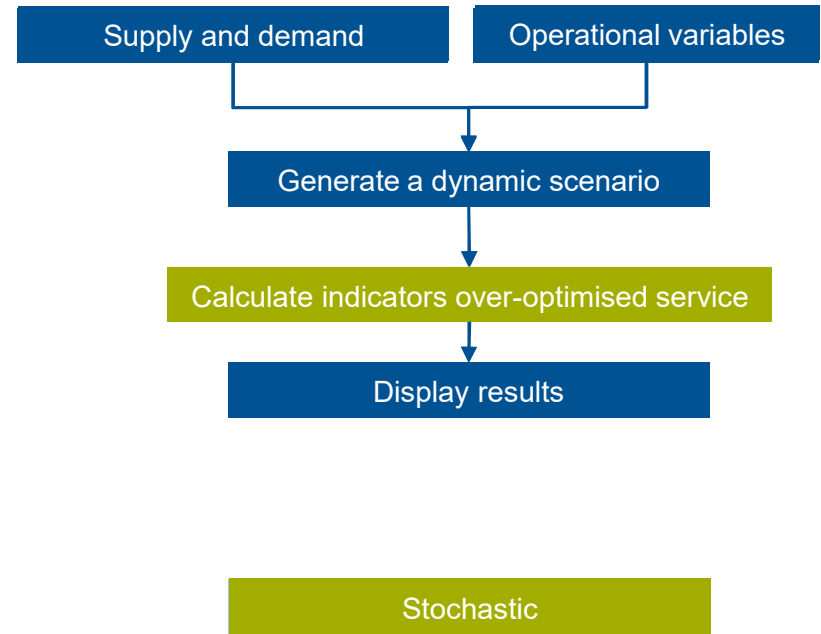 Supply and demand
Operational variables
Generate a dynamic scenario
Calculate indicators over-optimised service
Display results
Stochastic